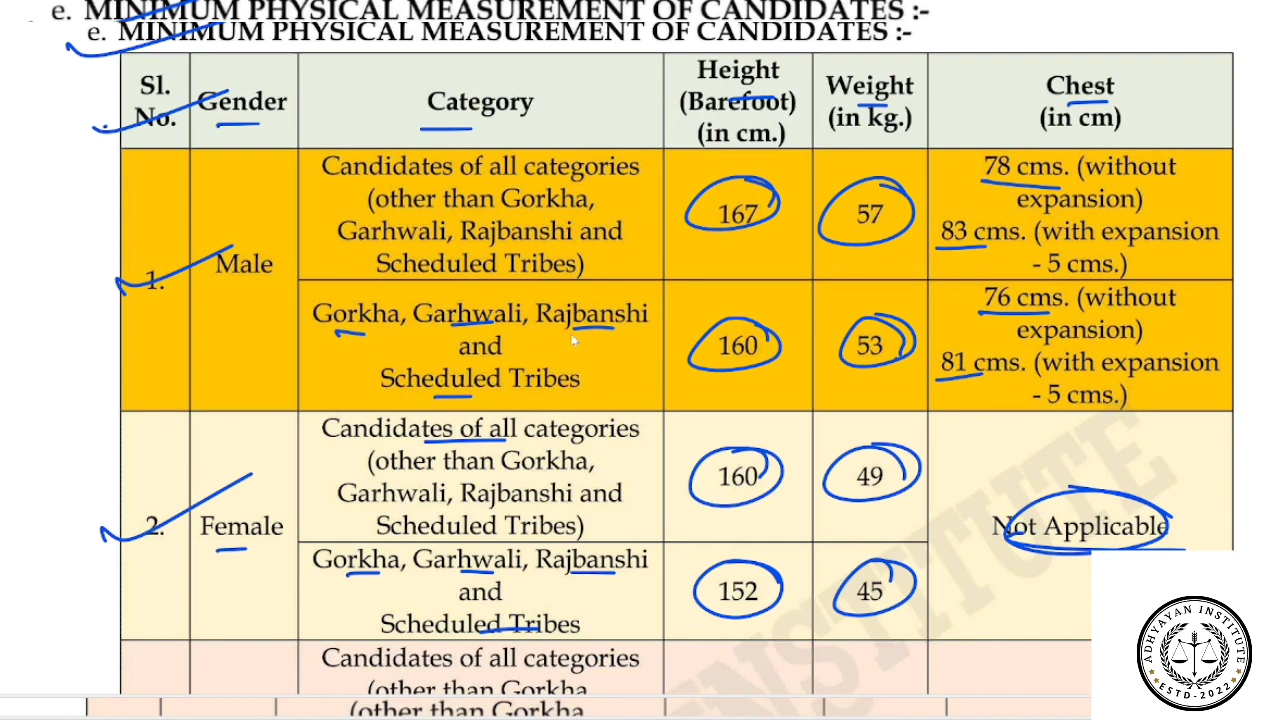 e. MINIMUM PHYSICAL MEASUREMENT OF CANDIDATES :-
e. MINIMUM PHYSICAL MEASUREMENT OF CANDIDATES :-
Sl. No. Gender Category Height (Barefoot) (in cm.) Weight (in kg.) Chest (in cm)
1. Male
Candidates of all categories
(other than Gorkha,
Garhwali, Rajbanshi and
Scheduled Tribes)
167
57
78 cms. (without
expansion)
83 cms. (with expansion
- 5 cms.)
Gorkha, Garhwali, Rajbanshi
and
Scheduled Tribes
160
53
76 cms. (without
expansion)
81 cms. (with expansion
- 5 cms.)
2. Female
Candidates of all categories
(other than Gorkha,
Garhwali, Rajbanshi and
Scheduled Tribes)
160
49
Not Applicable
Gorkha, Garhwali, Rajbanshi
and
Scheduled Tribes
152
45
Candidates of all categories
(other than Gorkha
(other than Gorkha
INSTITUTE
ADHYAYAN INSTITUTE
ESTD-2022